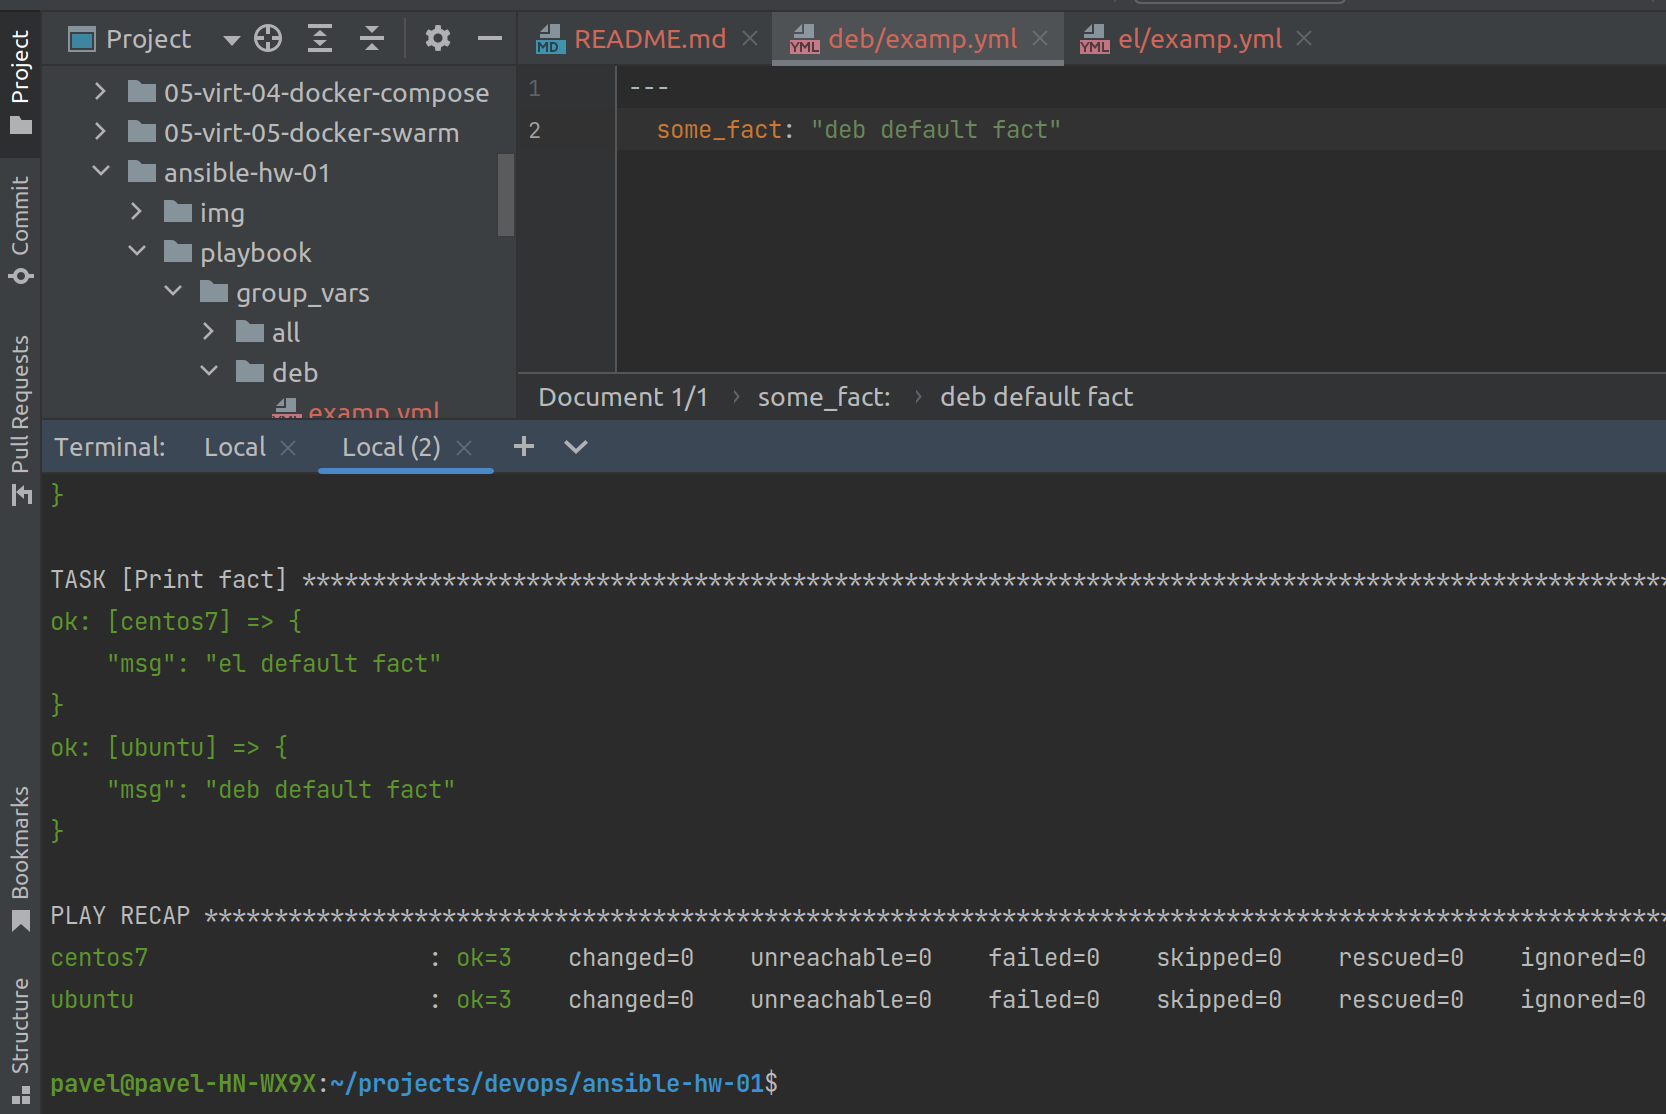 Project
README.md
deb/examp.yml
el/examp.yml
Project
Commit
Pull Requests
Bookmarks
Structure
05-virt-04-docker-compose
05-virt-05-docker-swarm
ansible-hw-01
img
playbook
group_vars
all
deb
examp.yml
1 ---
2 some_fact: "deb default fact"
Document 1/1 › some_fact: › deb default fact
Terminal: Local × Local (2) × +
}
TASK [Print fact] *************************************************************************************************
ok: [centos7] => {
    "msg": "el default fact"
}
ok: [ubuntu] => {
    "msg": "deb default fact"
}
PLAY RECAP ********************************************************************************************************
centos7                    : ok=3    changed=0    unreachable=0    failed=0    skipped=0    rescued=0    ignored=0
ubuntu                     : ok=3    changed=0    unreachable=0    failed=0    skipped=0    rescued=0    ignored=0
pavel@pavel-HN-WX9X:~/projects/devops/ansible-hw-01$